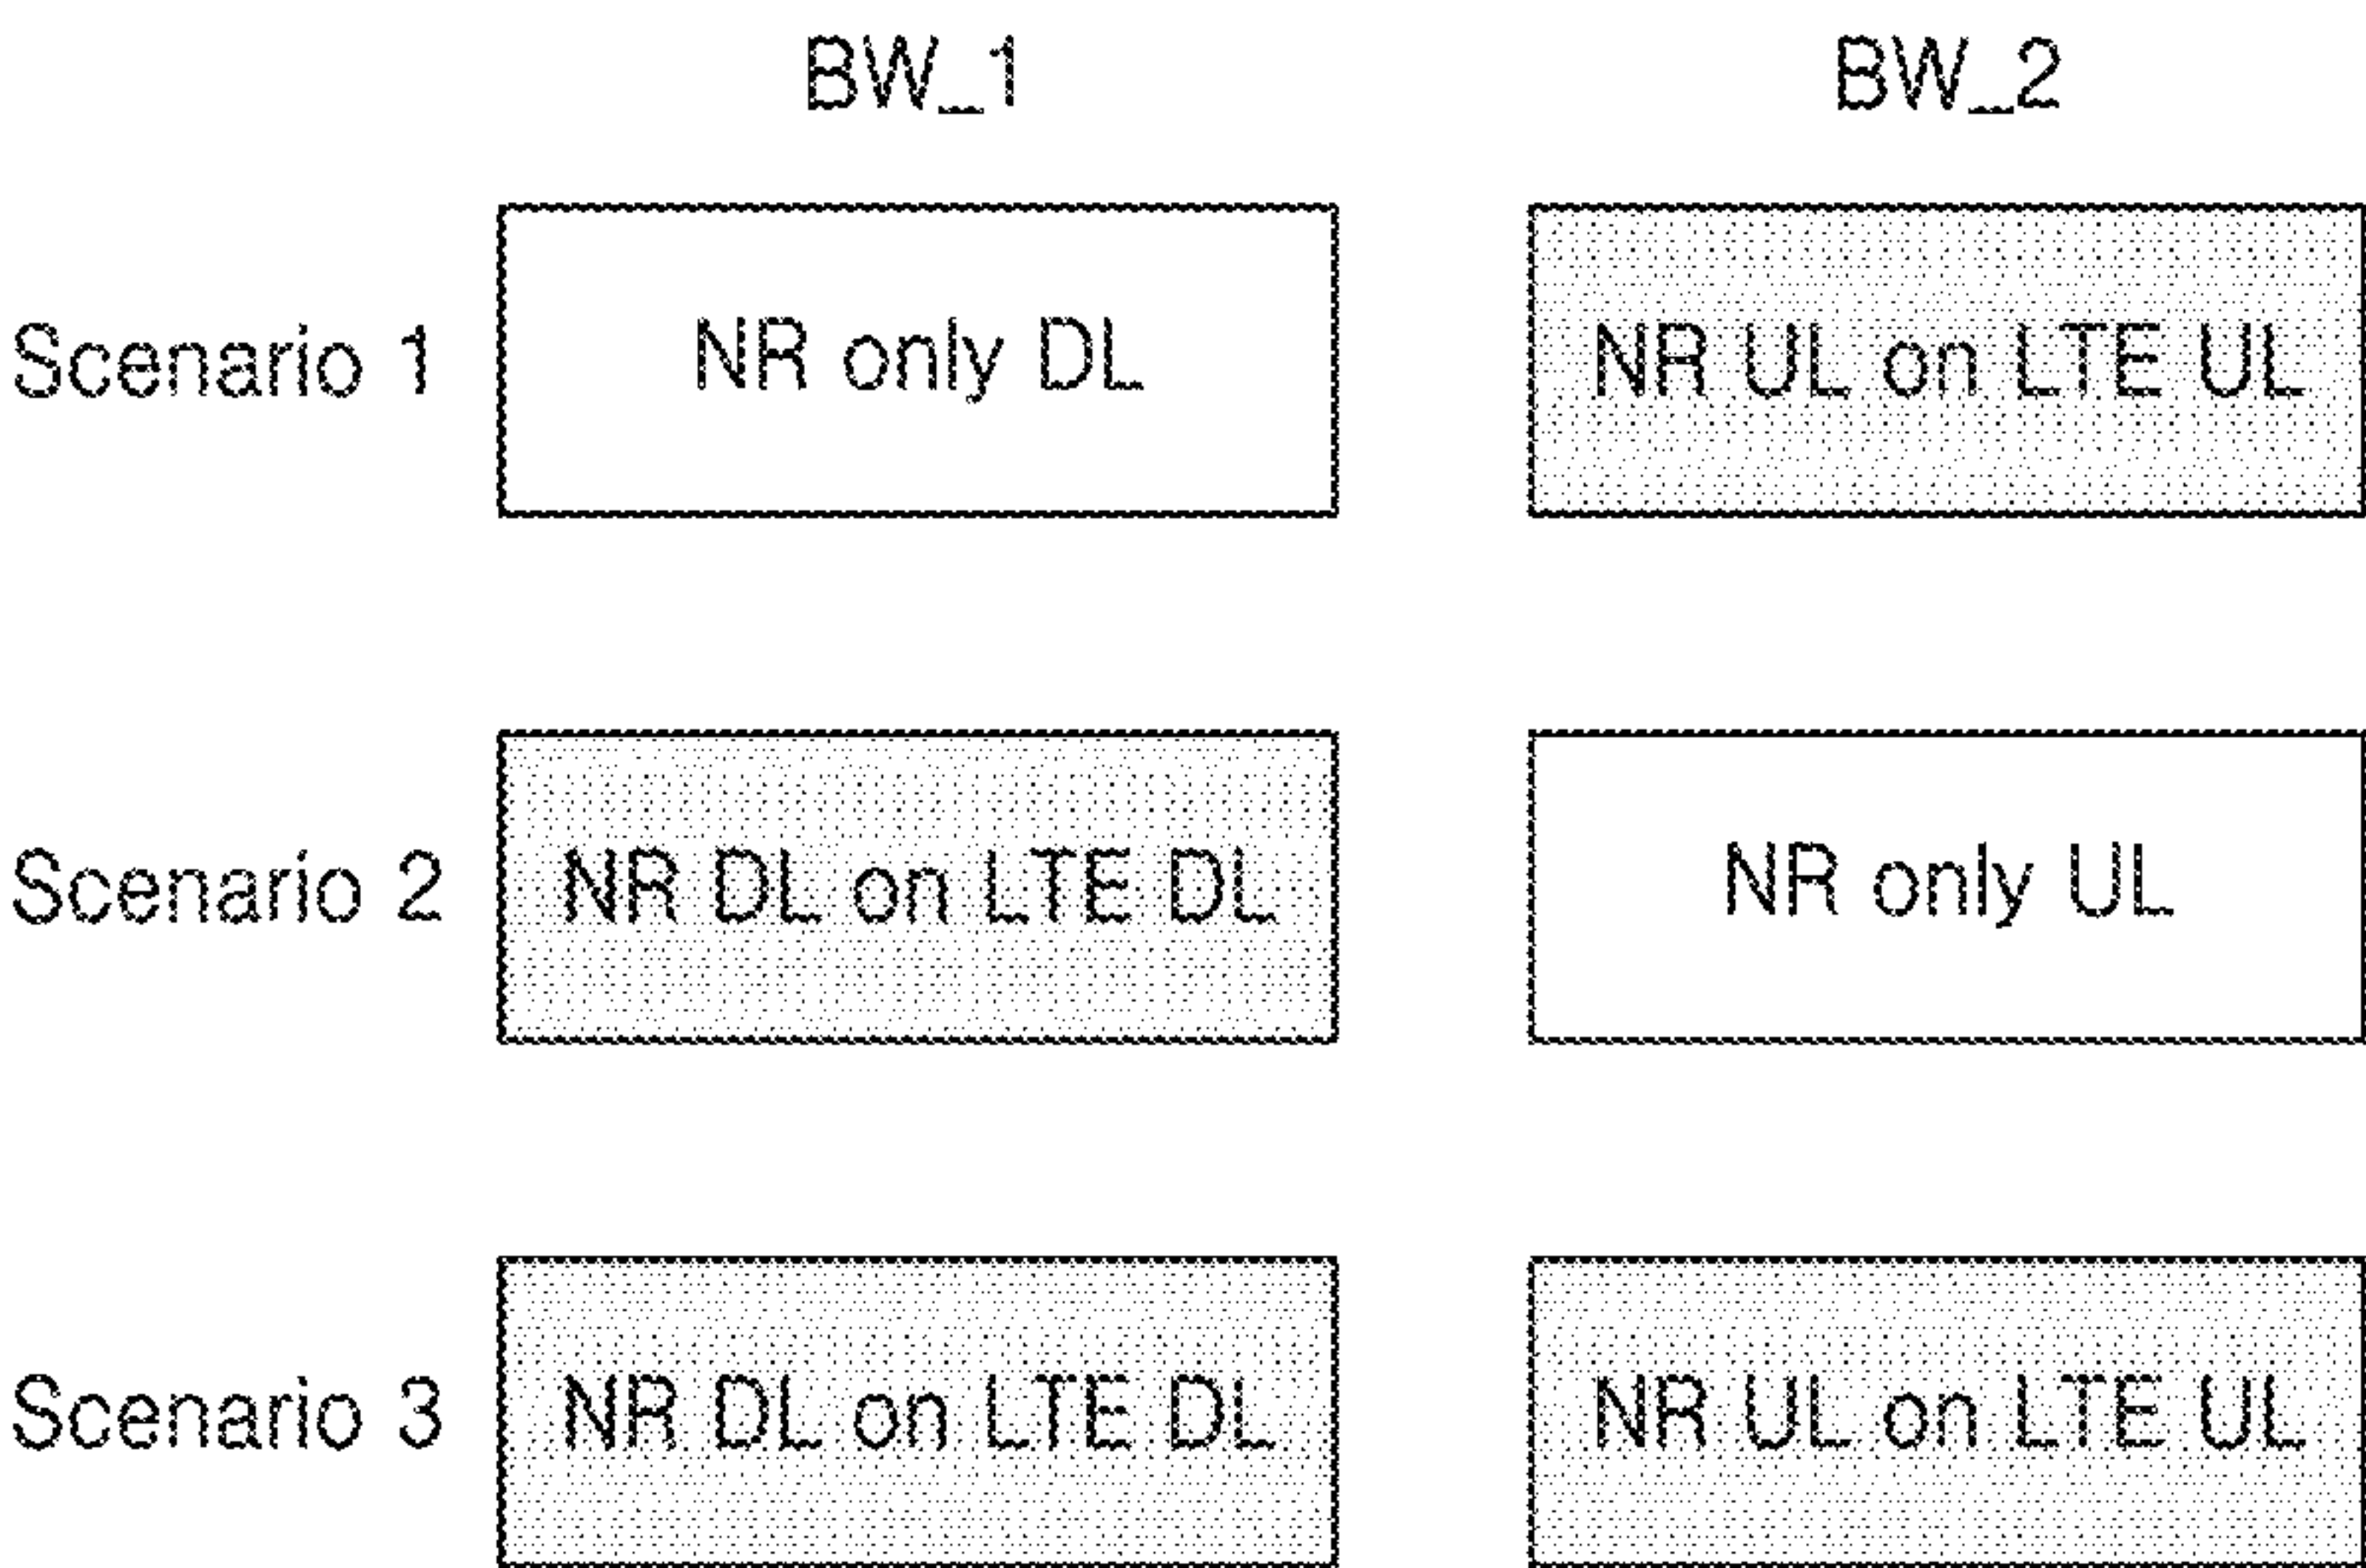 BW_1 BW_2
Scenario 1 NR only DL NR UL on LTE UL
Scenario 2 NR DL on LTE DL NR only UL
Scenario 3 NR DL on LTE DL NR UL on LTE UL